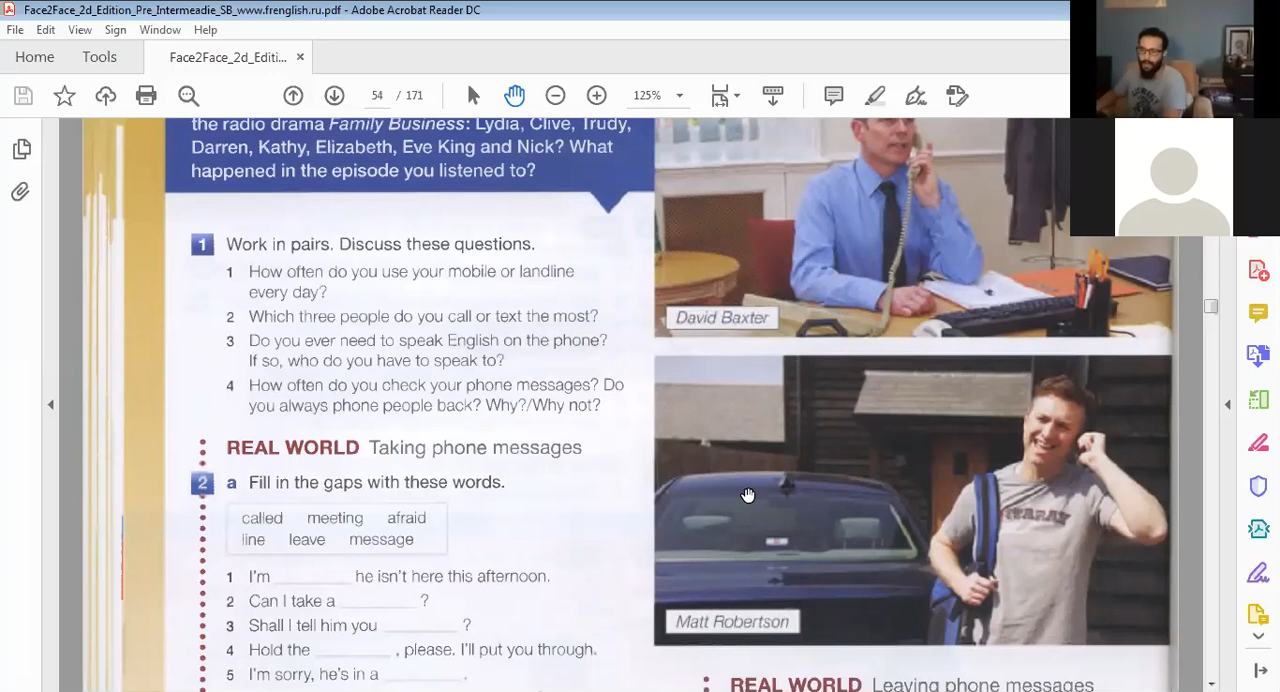 Face2Face_2d_Edition_Pre_Intermeadie_SB_www.frenglish.ru.pdf - Adobe Acrobat Reader DC
File Edit View Sign Window Help
Home Tools Face2Face_2d_Editi... ×
54 / 171 125%
the radio drama Family Business: Lydia, Clive, Trudy,
Darren, Kathy, Elizabeth, Eve King and Nick? What
happened in the episode you listened to?
1 Work in pairs. Discuss these questions.
1 How often do you use your mobile or landline
every day?
2 Which three people do you call or text the most?
3 Do you ever need to speak English on the phone?
If so, who do you have to speak to?
4 How often do you check your phone messages? Do
you always phone people back? Why?/Why not?
REAL WORLD Taking phone messages
2 a Fill in the gaps with these words.
called meeting afraid
line leave message
1 I'm ________ he isn't here this afternoon.
2 Can I take a ________ ?
3 Shall I tell him you ________ ?
4 Hold the ________ , please. I'll put you through.
5 I'm sorry, he's in a ________ .
David Baxter
Matt Robertson
REAL WORLD Leaving phone messages